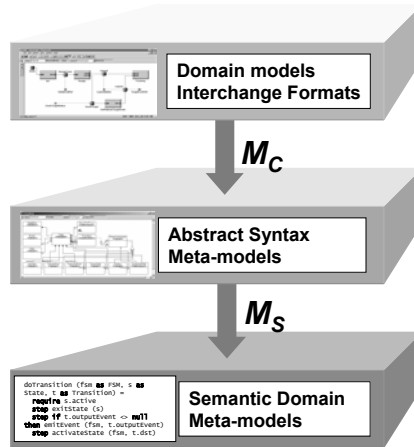 Domain models
Interchange Formats
M_C
Abstract Syntax
Meta-models
M_S
doTransition (fsm as FSM, s as
State, t as Transition) =
require s.active
step exitState (s)
step if t.outputEvent <> null
then emitEvent (fsm, t.outputEvent)
step activateState (fsm, t.dst)
Semantic Domain
Meta-models